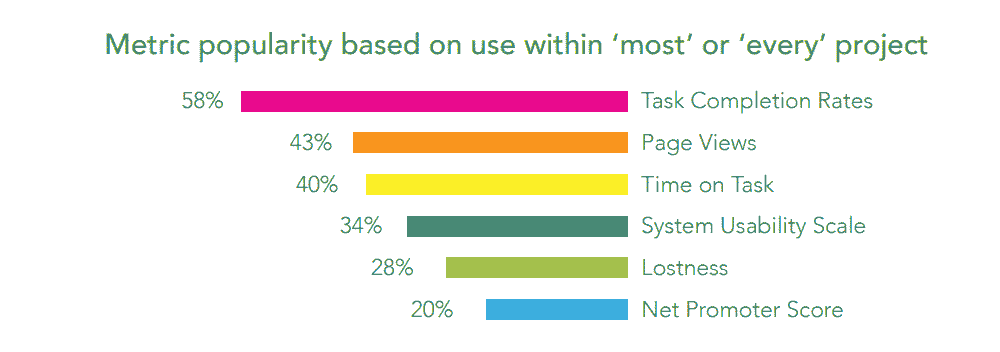 Metric popularity based on use within ‘most’ or ‘every’ project
58% Task Completion Rates
43% Page Views
40% Time on Task
34% System Usability Scale
28% Lostness
20% Net Promoter Score